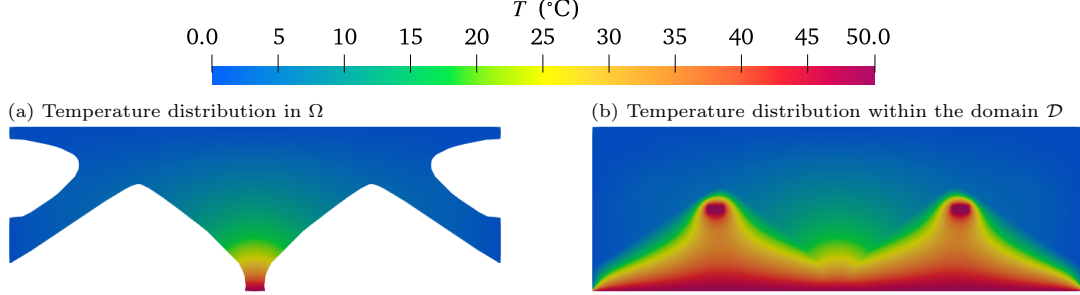 T (°C)
0.0 5 10 15 20 25 30 35 40 45 50.0
(a) Temperature distribution in Ω
(b) Temperature distribution within the domain 𝒟